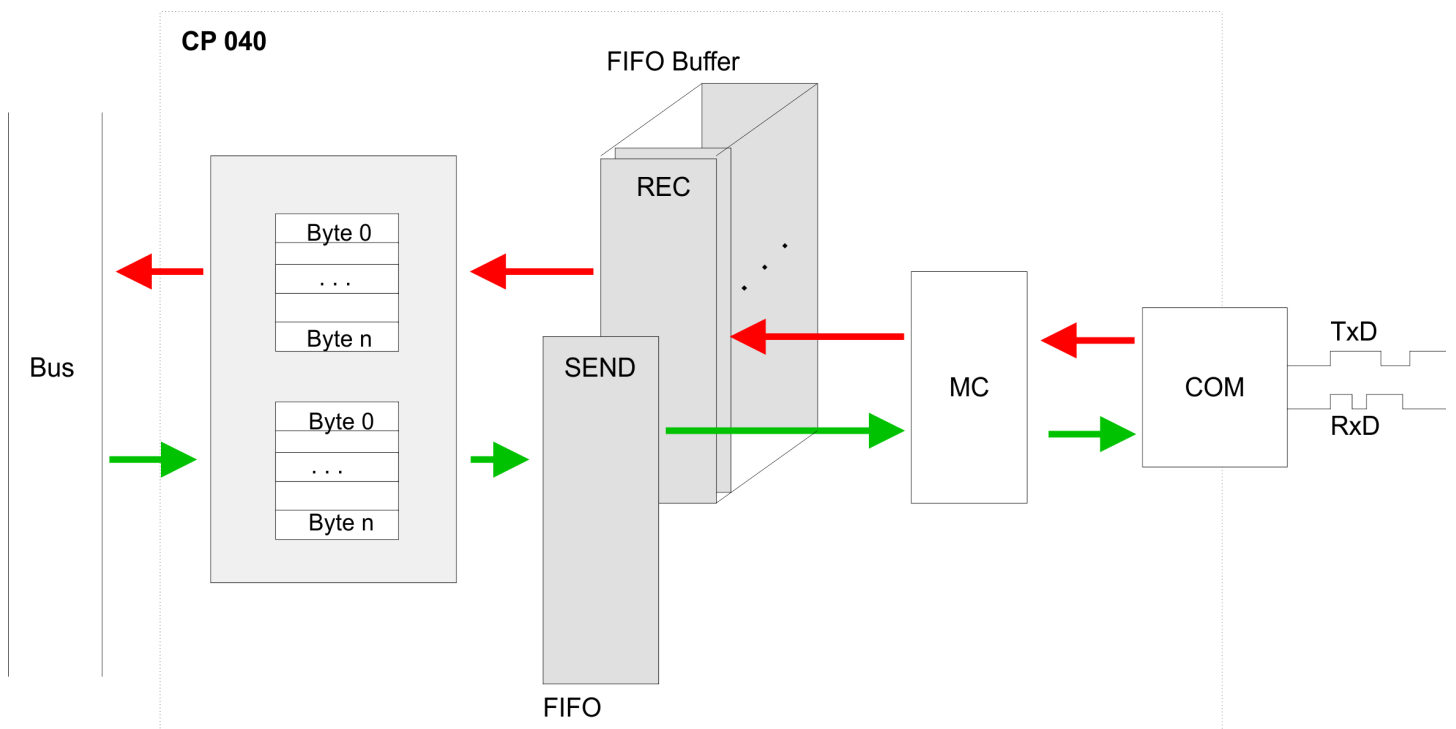 CP 040
FIFO Buffer
REC
Byte 0
. . .
Byte n
Bus
SEND
MC
COM
TxD
RxD
Byte 0
. . .
Byte n
FIFO